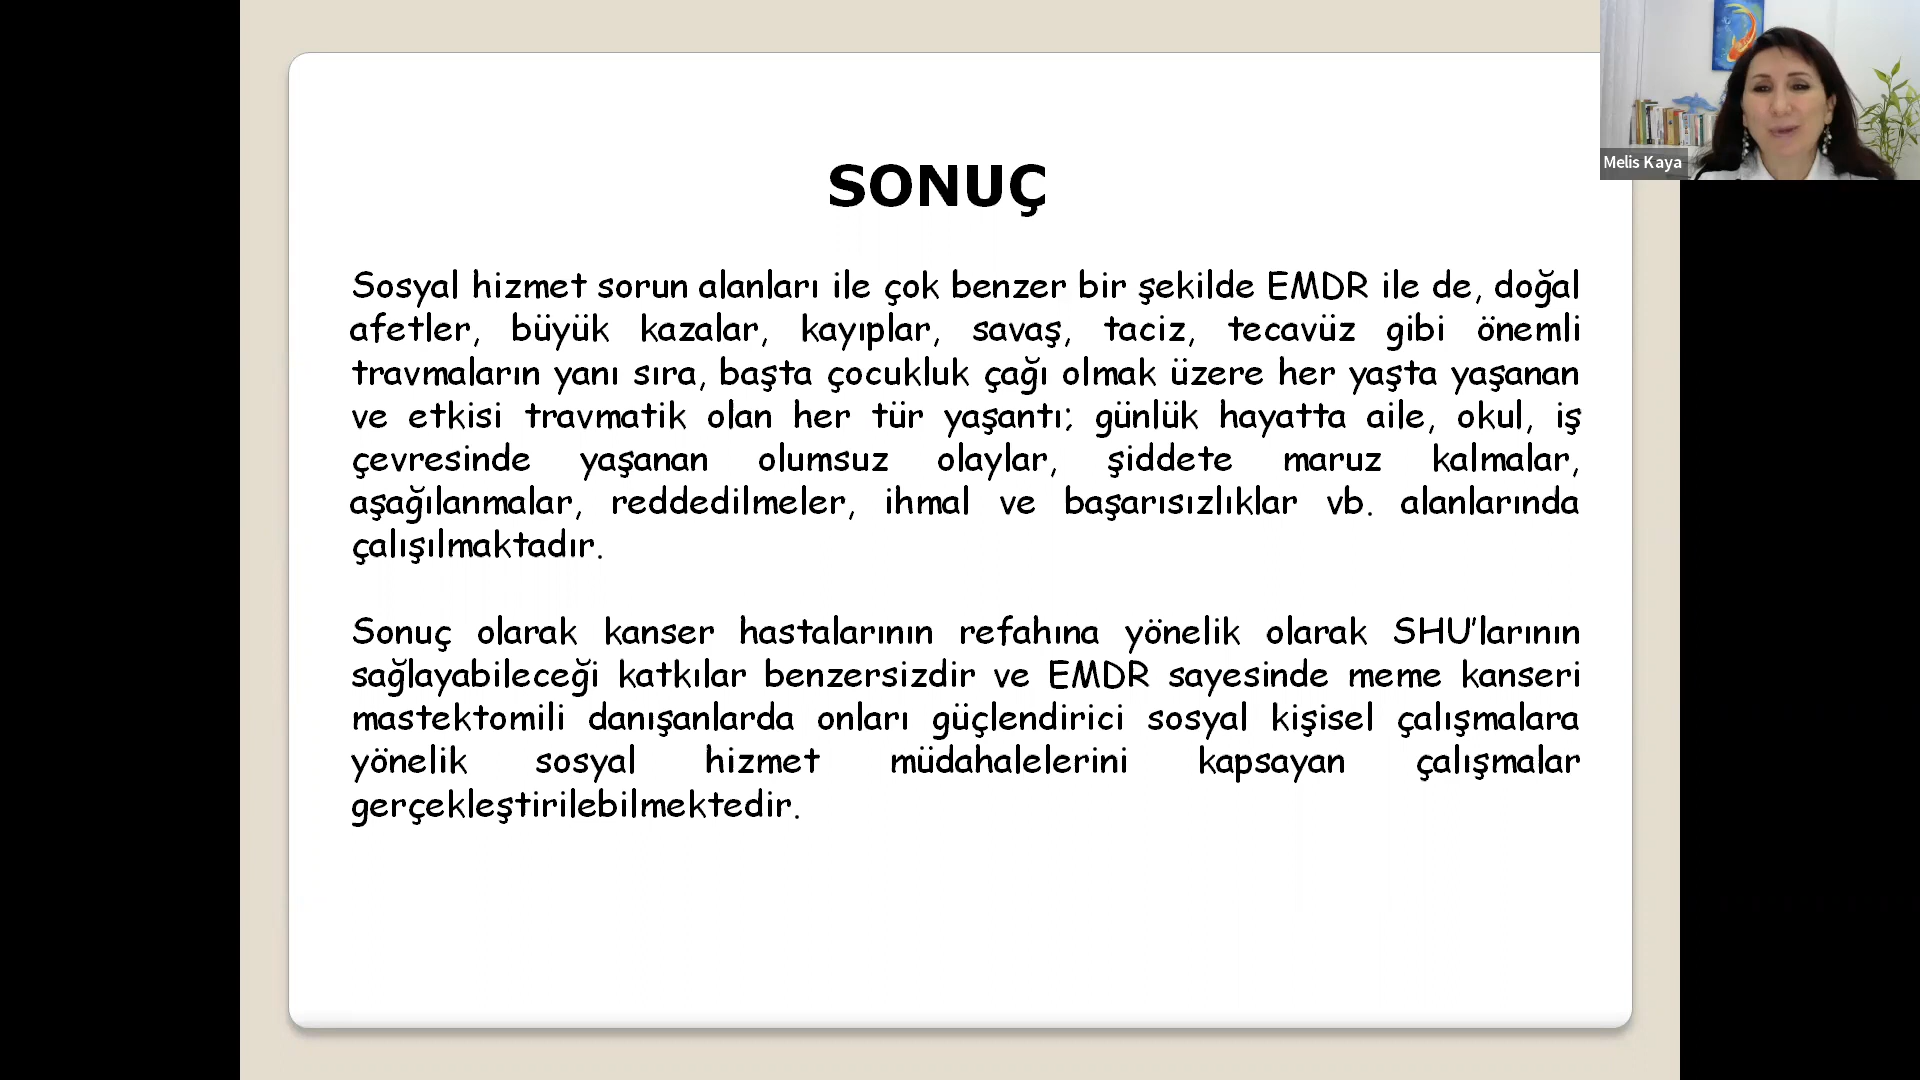 Melis Kaya
SONUÇ
Sosyal hizmet sorun alanları ile çok benzer bir şekilde EMDR ile de, doğal
afetler, büyük kazalar, kayıplar, savaş, taciz, tecavüz gibi önemli
travmaların yanı sıra, başta çocukluk çağı olmak üzere her yaşta yaşanan
ve etkisi travmatik olan her tür yaşantı; günlük hayatta aile, okul, iş
çevresinde yaşanan olumsuz olaylar, şiddete maruz kalmalar,
aşağılanmalar, reddedilmeler, ihmal ve başarısızlıklar vb. alanlarında
çalışılmaktadır.
Sonuç olarak kanser hastalarının refahına yönelik olarak SHU'larının
sağlayabileceği katkılar benzersizdir ve EMDR sayesinde meme kanseri
mastektomili danışanlarda onları güçlendirici sosyal kişisel çalışmalara
yönelik sosyal hizmet müdahalelerini kapsayan çalışmalar
gerçekleştirilebilmektedir.